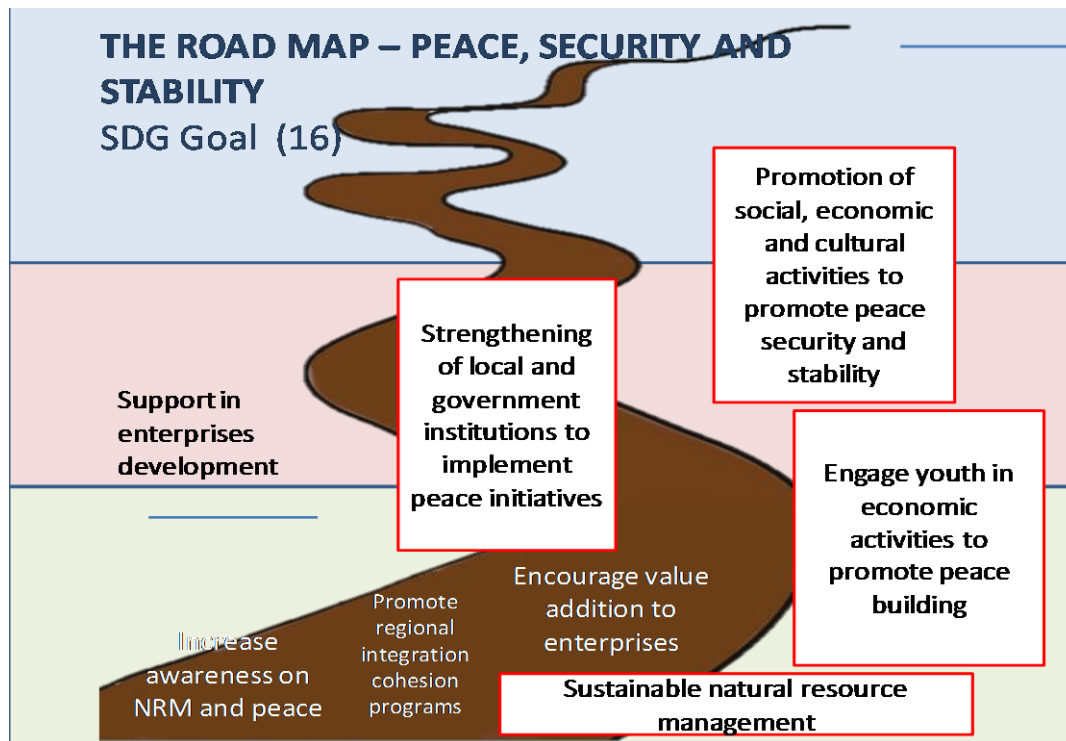 THE ROAD MAP – PEACE, SECURITY AND
STABILITY
SDG Goal (16)
Promotion of
social, economic
and cultural
activities to
promote peace
security and
stability
Strengthening
of local and
government
institutions to
implement
peace initiatives
Support in
enterprises
development
Engage youth in
economic
activities to
promote peace
building
Encourage value
addition to
enterprises
Promote
regional
integration
cohesion
programs
Increase
awareness on
NRM and peace
Sustainable natural resource
management